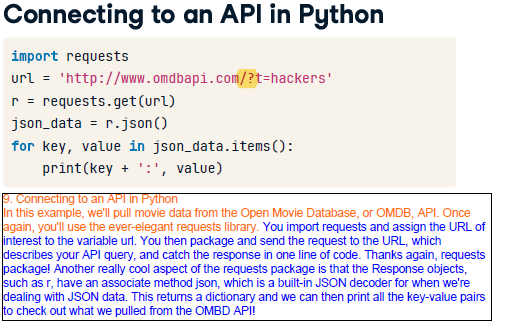 Connecting to an API in Python
import requests
url = 'http://www.omdbapi.com/?t=hackers'
r = requests.get(url)
json_data = r.json()
for key, value in json_data.items():
    print(key + ':', value)
9. Connecting to an API in Python
In this example, we'll pull movie data from the Open Movie Database, or OMDB, API. Once
again, you'll use the ever-elegant requests library. You import requests and assign the URL of
interest to the variable url. You then package and send the request to the URL, which
describes your API query, and catch the response in one line of code. Thanks again, requests
package! Another really cool aspect of the requests package is that the Response objects,
such as r, have an associate method json, which is a built-in JSON decoder for when we're
dealing with JSON data. This returns a dictionary and we can then print all the key-value pairs
to check out what we pulled from the OMBD API!